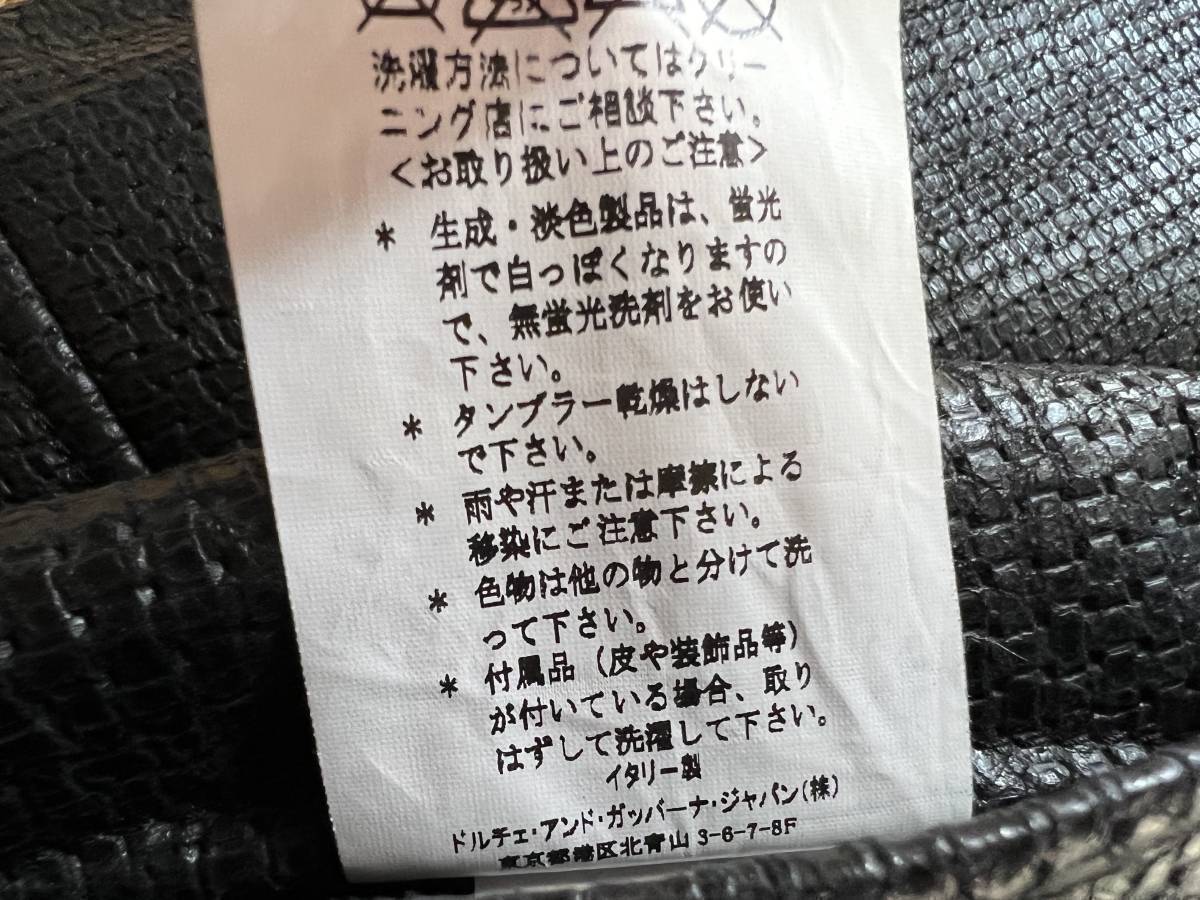 洗濯方法についてはクリー
ニング店にご相談下さい。
<お取り扱い上のご注意>
* 生成・淡色製品は、蛍光
剤で白っぽくなりますの
で、無蛍光洗剤をお使い
下さい。
* タンブラー乾燥はしない
で下さい。
* 雨や汗または摩擦による
移染にご注意下さい。
* 色物は他の物と分けて洗
って下さい。
* 付属品（皮や装飾品等）
が付いている場合、取り
はずして洗濯して下さい。
イタリー製
ドルチェ・アンド・ガッバーナ・ジャパン(株)
東京都港区北青山 3-6-7-8F